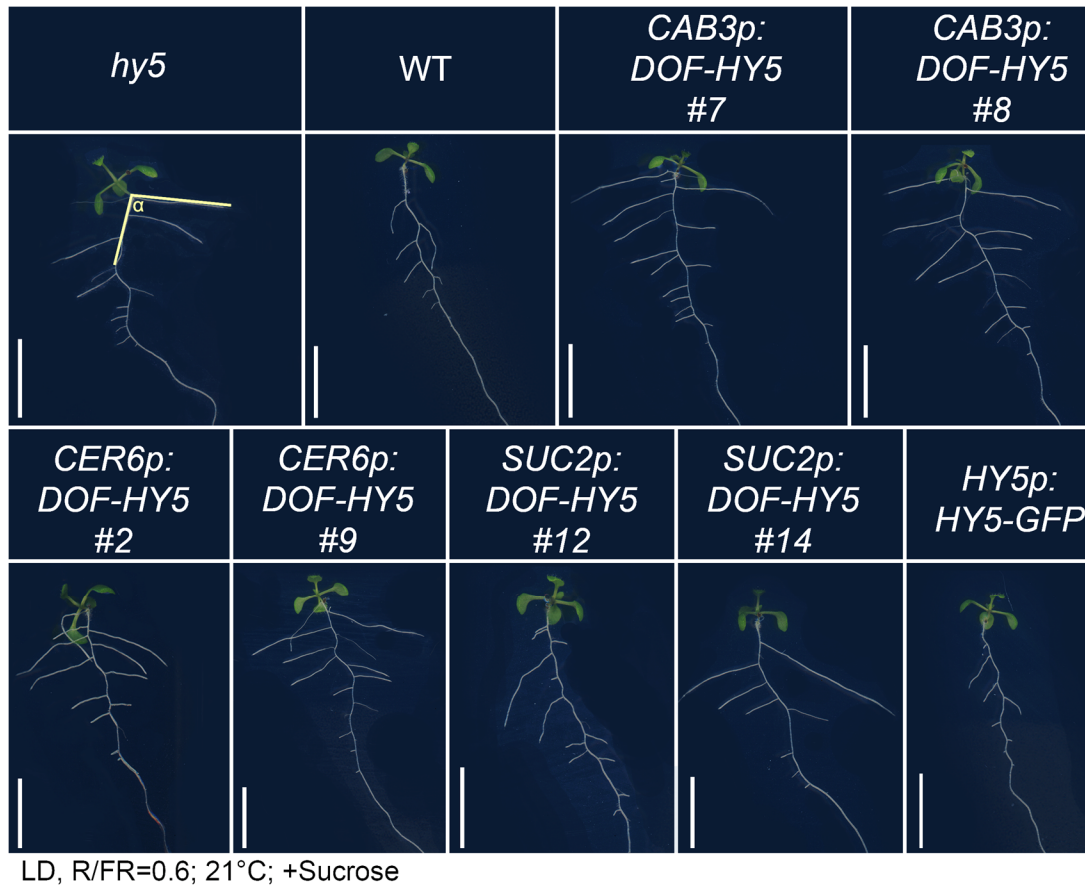 hy5
WT
CAB3p:
DOF-HY5
#7
CAB3p:
DOF-HY5
#8
α
CER6p:
DOF-HY5
#2
CER6p:
DOF-HY5
#9
SUC2p:
DOF-HY5
#12
SUC2p:
DOF-HY5
#14
HY5p:
HY5-GFP
LD, R/FR=0.6; 21°C; +Sucrose